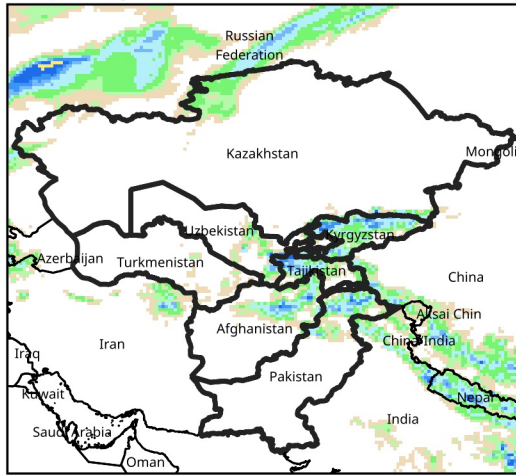 Russian
Federation
Kazakhstan
Mongoli
Uzbekistan
Kyrgyzstan
Azerbaijan
Turkmenistan
Tajikistan
China
Aksai Chin
Afghanistan
China/India
Iran
Iraq
Pakistan
Kuwait
Nepal
India
Saudi Arabia
Oman